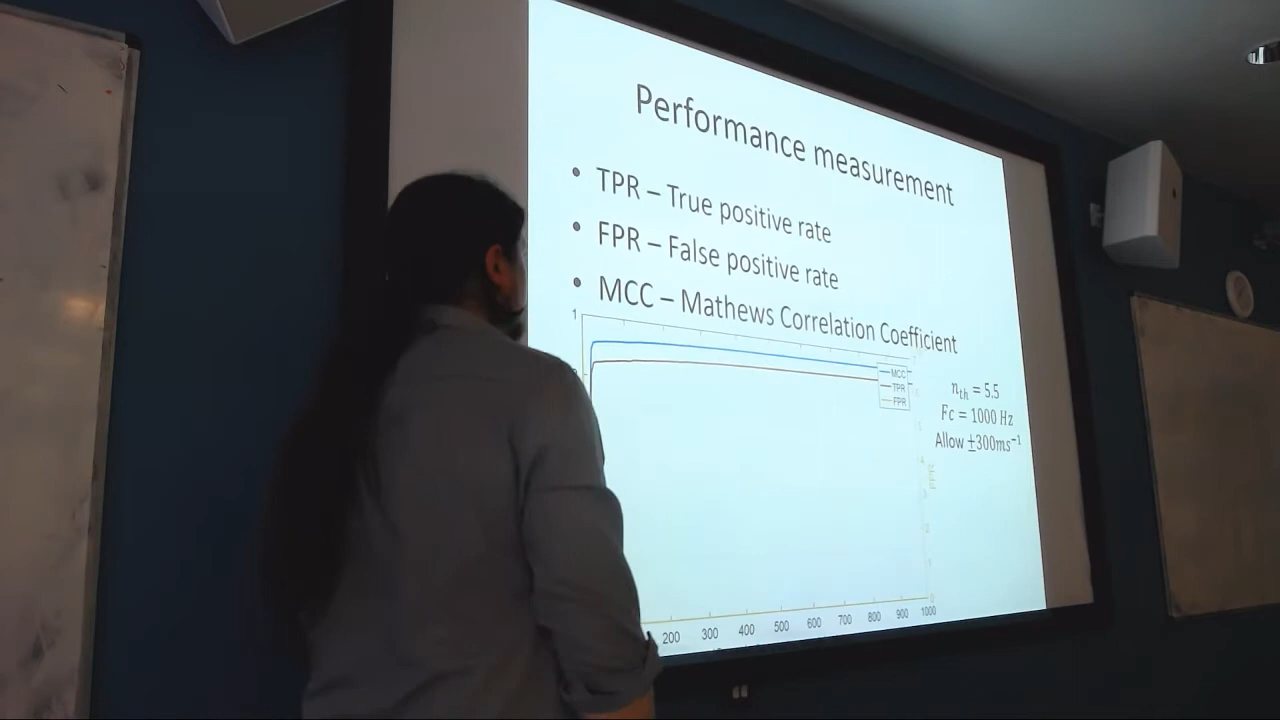 Performance measurement
• TPR – True positive rate
• FPR – False positive rate
• MCC – Mathews Correlation Coefficient
1
MCC
TPR
FPR
n_th = 5.5
Fc = 1000 Hz
Allow ±300ms⁻¹
200 300 400 500 600 700 800 900 1000